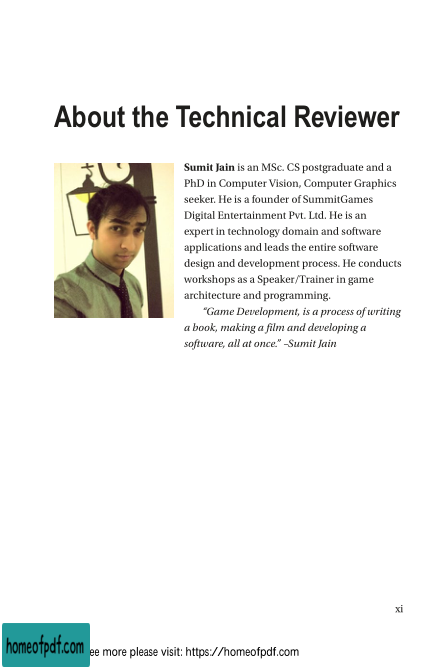 About the Technical Reviewer
Sumit Jain is an MSc. CS postgraduate and a
PhD in Computer Vision, Computer Graphics
seeker. He is a founder of SummitGames
Digital Entertainment Pvt. Ltd. He is an
expert in technology domain and software
applications and leads the entire software
design and development process. He conducts
workshops as a Speaker/Trainer in game
architecture and programming.
“Game Development, is a process of writing
a book, making a film and developing a
software, all at once.” –Sumit Jain
xi
homeofpdf.com
ee more please visit: https://homeofpdf.com